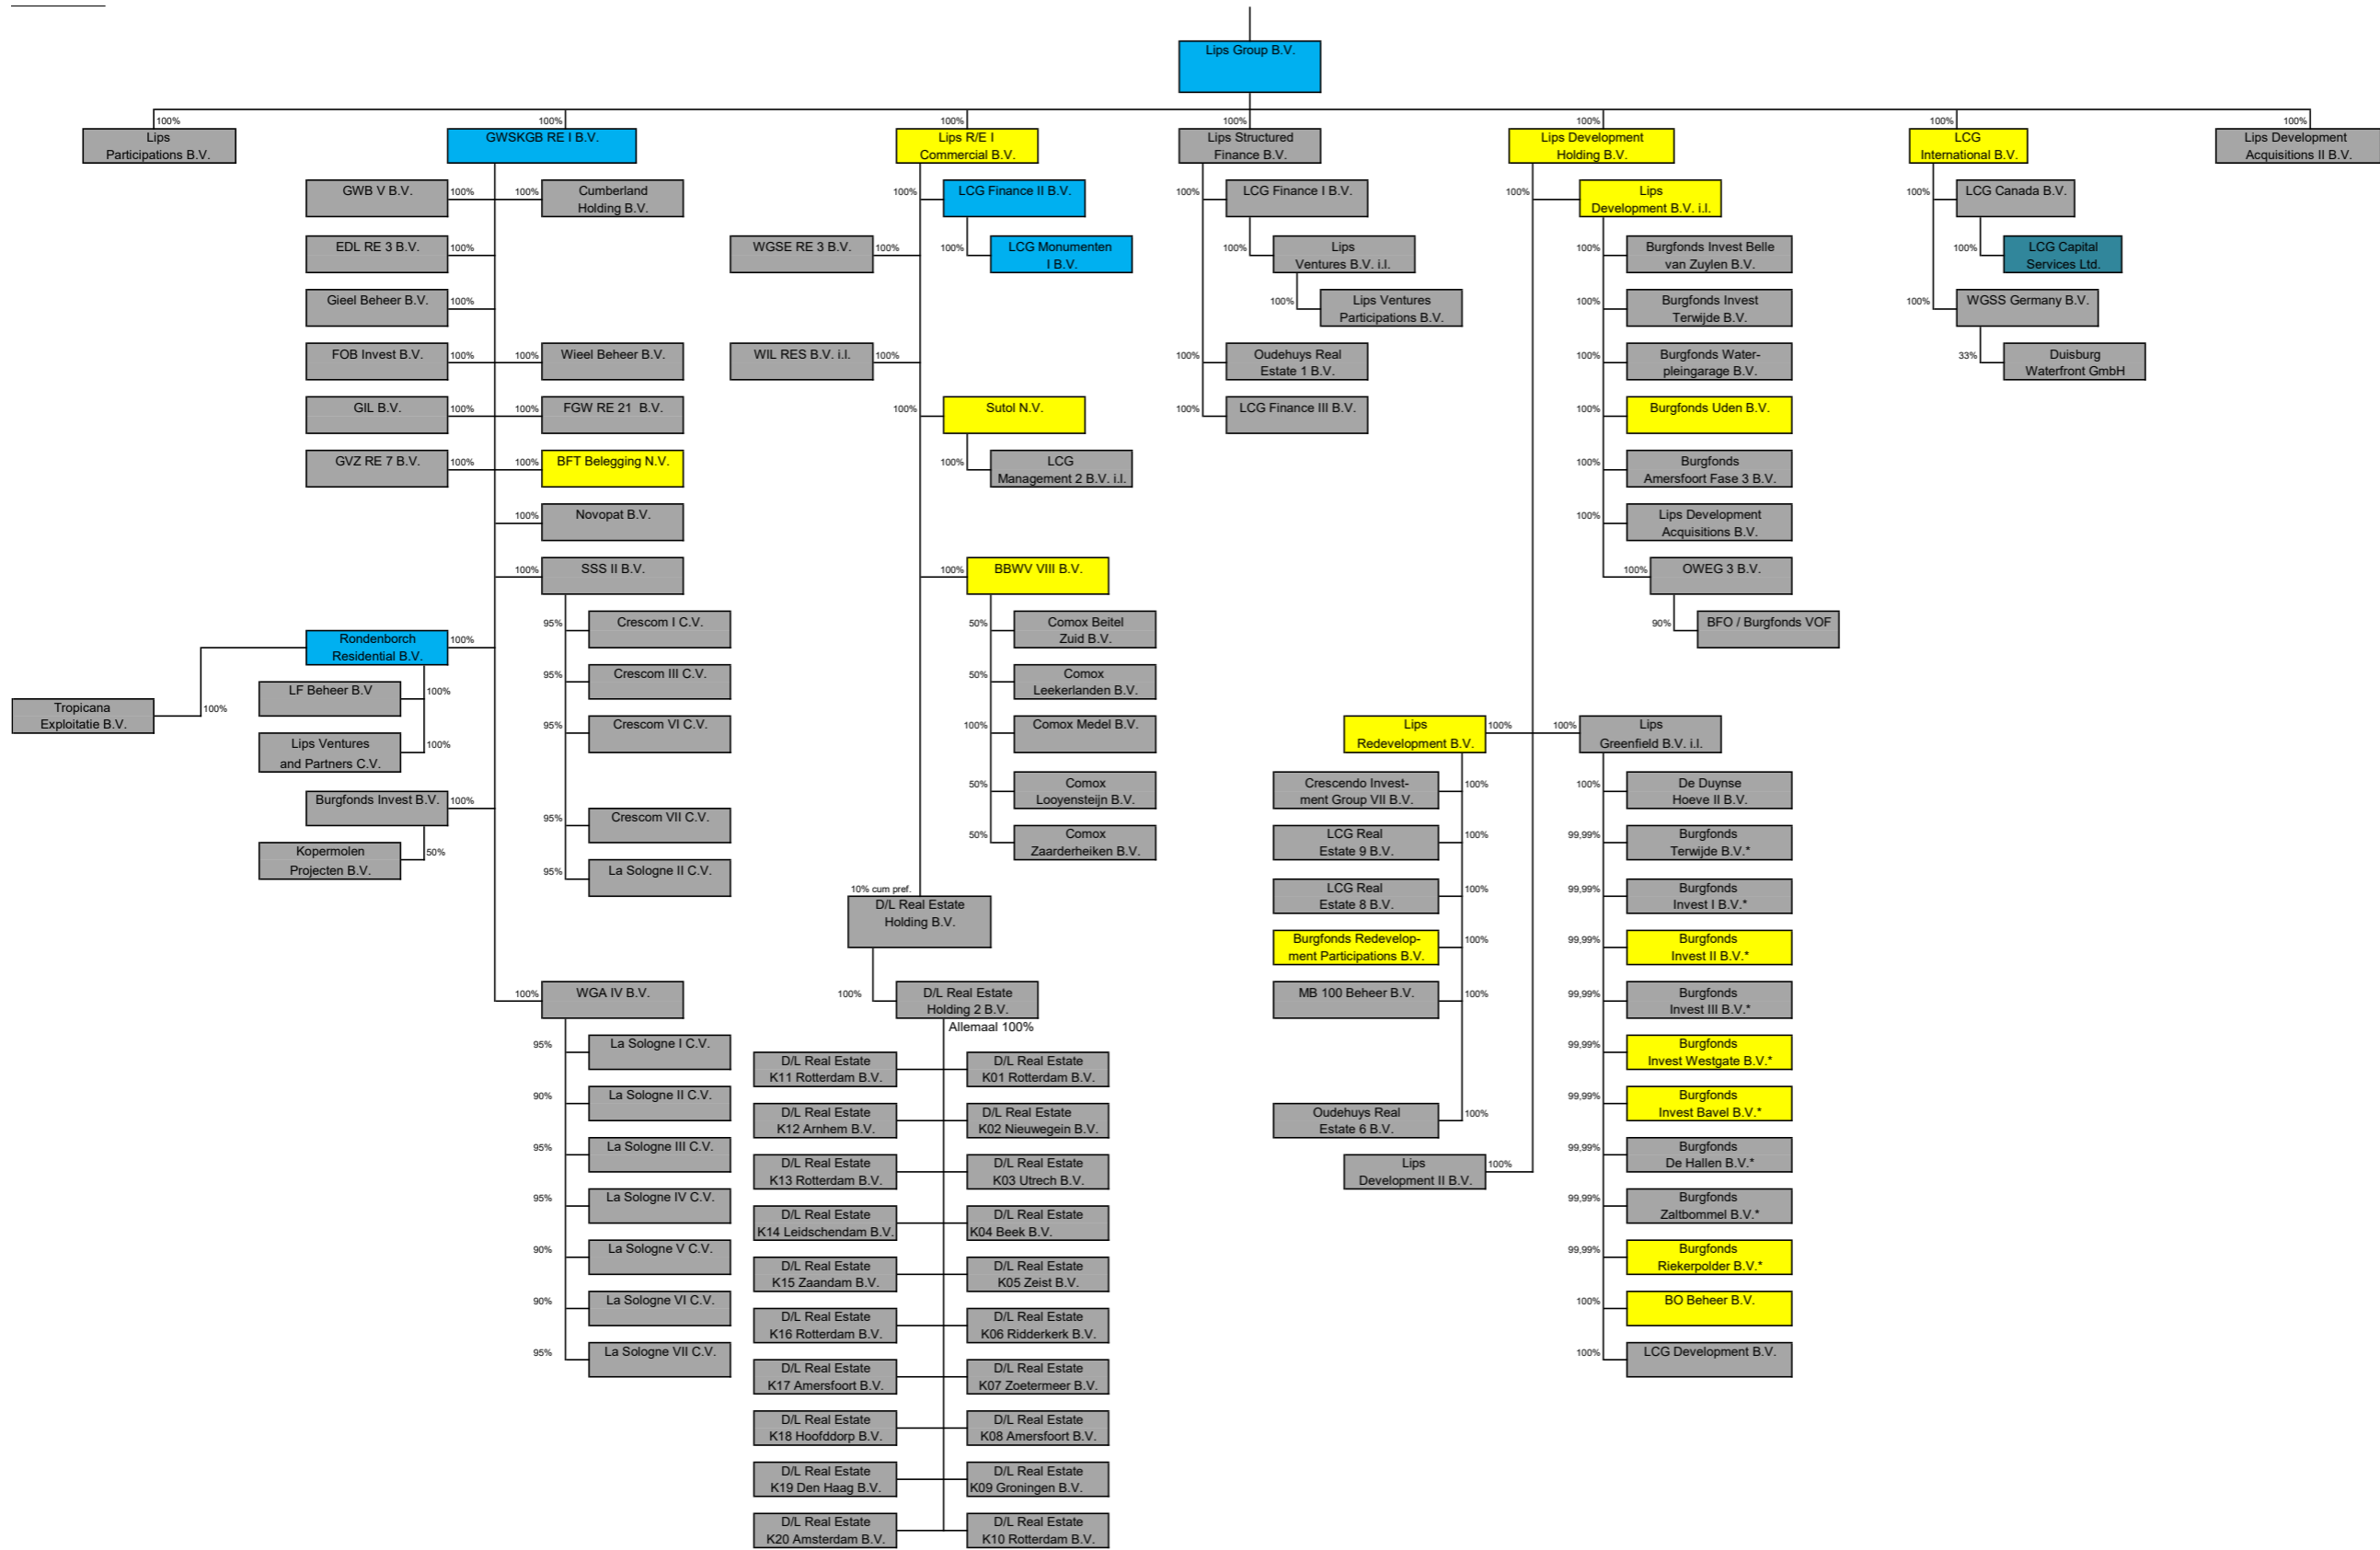 Lips Group B.V.
100%
100%
100%
100%
100%
100%
100%
Lips
Participations B.V.
GWSKGB RE I B.V.
Lips R/E I
Commercial B.V.
Lips Structured
Finance B.V.
Lips Development
Holding B.V.
LCG
International B.V.
Lips Development
Acquisitions II B.V.
GWB V B.V.
100%
100%
Cumberland
Holding B.V.
EDL RE 3 B.V.
100%
Gieel Beheer B.V.
100%
FOB Invest B.V.
100%
100%
Wieel Beheer B.V.
GIL B.V.
100%
100%
FGW RE 21 B.V.
GVZ RE 7 B.V.
100%
100%
BFT Belegging N.V.
100%
Novopat B.V.
100%
SSS II B.V.
95%
Crescom I C.V.
95%
Crescom III C.V.
95%
Crescom VI C.V.
95%
Crescom VII C.V.
95%
La Sologne II C.V.
Rondenborch
Residential B.V.
100%
Tropicana
Exploitatie B.V.
100%
LF Beheer B.V
100%
Lips Ventures
and Partners C.V.
100%
Burgfonds Invest B.V.
100%
Kopermolen
Projecten B.V.
50%
100%
WGA IV B.V.
95%
La Sologne I C.V.
90%
La Sologne II C.V.
95%
La Sologne III C.V.
95%
La Sologne IV C.V.
90%
La Sologne V C.V.
90%
La Sologne VI C.V.
95%
La Sologne VII C.V.
100%
LCG Finance II B.V.
100%
LCG Monumenten
I B.V.
WGSE RE 3 B.V.
100%
WIL RES B.V. i.l.
100%
100%
Sutol N.V.
100%
LCG
Management 2 B.V. i.l.
100%
BBWV VIII B.V.
50%
Comox Beitel
Zuid B.V.
50%
Comox
Leekerlanden B.V.
100%
Comox Medel B.V.
50%
Comox
Looyensteijn B.V.
50%
Comox
Zaarderheiken B.V.
10% cum pref.
D/L Real Estate
Holding B.V.
100%
D/L Real Estate
Holding 2 B.V.
Allemaal 100%
D/L Real Estate
K11 Rotterdam B.V.
D/L Real Estate
K01 Rotterdam B.V.
D/L Real Estate
K12 Arnhem B.V.
D/L Real Estate
K02 Nieuwegein B.V.
D/L Real Estate
K13 Rotterdam B.V.
D/L Real Estate
K03 Utrech B.V.
D/L Real Estate
K14 Leidschendam B.V.
D/L Real Estate
K04 Beek B.V.
D/L Real Estate
K15 Zaandam B.V.
D/L Real Estate
K05 Zeist B.V.
D/L Real Estate
K16 Rotterdam B.V.
D/L Real Estate
K06 Ridderkerk B.V.
D/L Real Estate
K17 Amersfoort B.V.
D/L Real Estate
K07 Zoetermeer B.V.
D/L Real Estate
K18 Hoofddorp B.V.
D/L Real Estate
K08 Amersfoort B.V.
D/L Real Estate
K19 Den Haag B.V.
D/L Real Estate
K09 Groningen B.V.
D/L Real Estate
K20 Amsterdam B.V.
D/L Real Estate
K10 Rotterdam B.V.
100%
LCG Finance I B.V.
100%
Lips
Ventures B.V. i.l.
100%
Lips Ventures
Participations B.V.
100%
Oudehuys Real
Estate 1 B.V.
100%
LCG Finance III B.V.
100%
Lips
Development B.V. i.l.
100%
Burgfonds Invest Belle
van Zuylen B.V.
100%
Burgfonds Invest
Terwijde B.V.
100%
Burgfonds Water-
pleingarage B.V.
100%
Burgfonds Uden B.V.
100%
Burgfonds
Amersfoort Fase 3 B.V.
100%
Lips Development
Acquisitions B.V.
100%
OWEG 3 B.V.
90%
BFO / Burgfonds VOF
Lips
Redevelopment B.V.
100%
Crescendo Invest-
ment Group VII B.V.
100%
LCG Real
Estate 9 B.V.
100%
LCG Real
Estate 8 B.V.
100%
Burgfonds Redevelop-
ment Participations B.V.
100%
MB 100 Beheer B.V.
100%
Oudehuys Real
Estate 6 B.V.
100%
Lips
Development II B.V.
100%
100%
Lips
Greenfield B.V. i.l.
100%
De Duynse
Hoeve II B.V.
99,99%
Burgfonds
Terwijde B.V.*
99,99%
Burgfonds
Invest I B.V.*
99,99%
Burgfonds
Invest II B.V.*
99,99%
Burgfonds
Invest III B.V.*
99,99%
Burgfonds
Invest Westgate B.V.*
99,99%
Burgfonds
Invest Bavel B.V.*
99,99%
Burgfonds
De Hallen B.V.*
99,99%
Burgfonds
Zaltbommel B.V.*
99,99%
Burgfonds
Riekerpolder B.V.*
100%
BO Beheer B.V.
100%
LCG Development B.V.
100%
LCG Canada B.V.
100%
LCG Capital
Services Ltd.
100%
WGSS Germany B.V.
33%
Duisburg
Waterfront GmbH